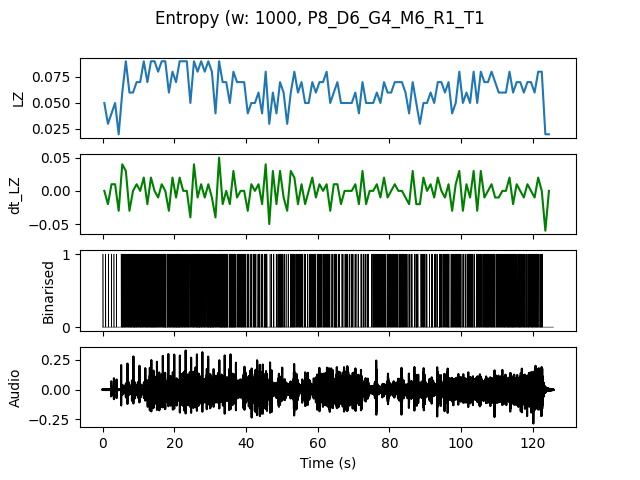 Entropy (w: 1000, P8_D6_G4_M6_R1_T1
LZ
0.075
0.050
0.025
dt_LZ
0.05
0.00
−0.05
Binarised
1
0
Audio
0.25
0.00
−0.25
0 20 40 60 80 100 120
Time (s)